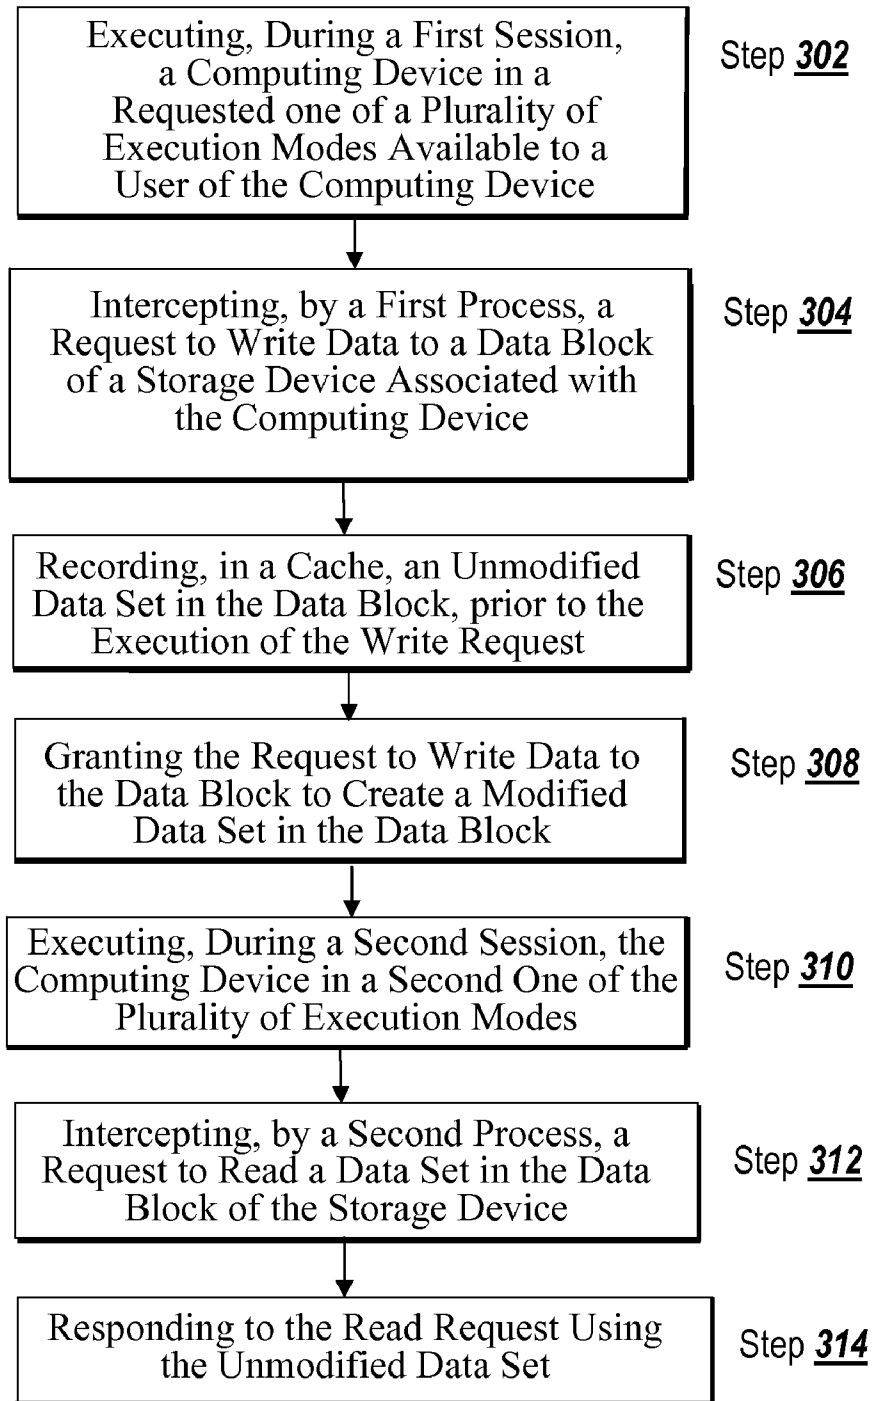 Executing, During a First Session,
a Computing Device in a
Requested one of a Plurality of
Execution Modes Available to a
User of the Computing Device
Step 302
Intercepting, by a First Process, a
Request to Write Data to a Data Block
of a Storage Device Associated with
the Computing Device
Step 304
Recording, in a Cache, an Unmodified
Data Set in the Data Block, prior to the
Execution of the Write Request
Step 306
Granting the Request to Write Data to
the Data Block to Create a Modified
Data Set in the Data Block
Step 308
Executing, During a Second Session, the
Computing Device in a Second One of the
Plurality of Execution Modes
Step 310
Intercepting, by a Second Process, a
Request to Read a Data Set in the Data
Block of the Storage Device
Step 312
Responding to the Read Request Using
the Unmodified Data Set
Step 314